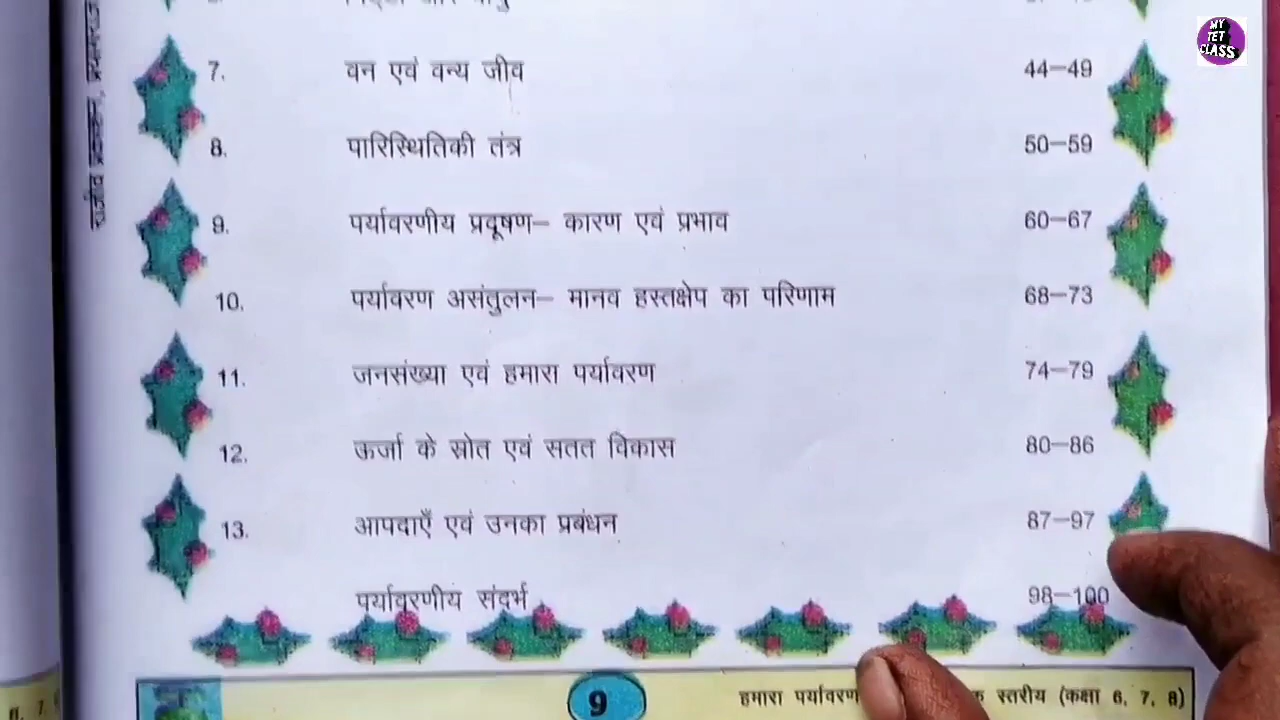 MY
TET
CLASS
7. वन एवं वन्य जीव 44–49
8. पारिस्थितिकी तंत्र 50–59
9. पर्यावरणीय प्रदूषण– कारण एवं प्रभाव 60–67
10. पर्यावरण असंतुलन– मानव हस्तक्षेप का परिणाम 68–73
11. जनसंख्या एवं हमारा पर्यावरण 74–79
12. ऊर्जा के स्रोत एवं सतत विकास 80–86
13. आपदाएँ एवं उनका प्रबंधन 87–97
पर्यावरणीय संदर्भ 98–100
9
हमारा पर्यावरण स्तरीय (कक्षा 6, 7, 8)